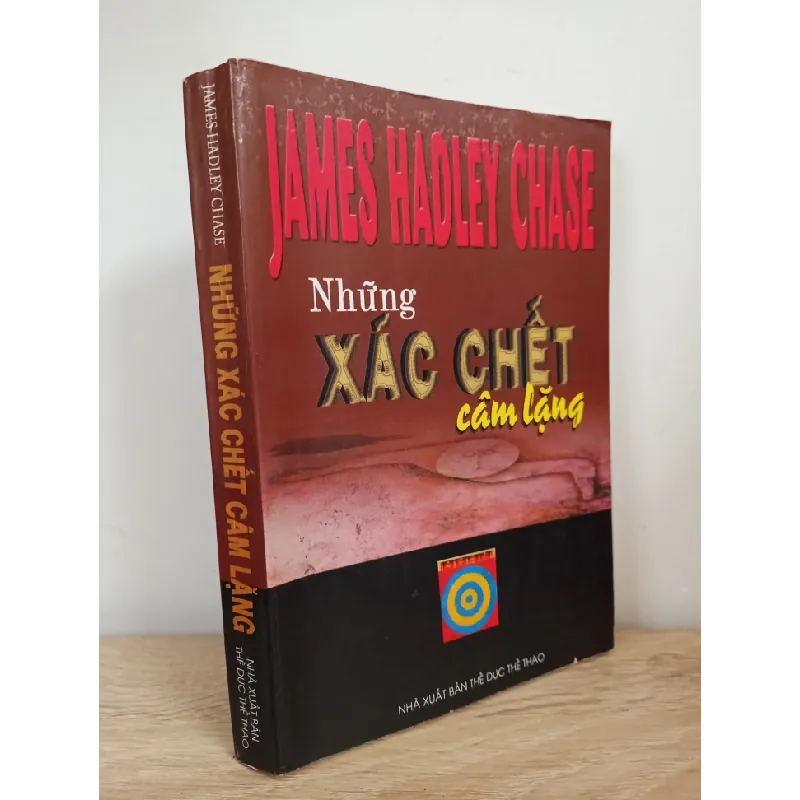 JAMES HADLEY CHASE
Những
XÁC CHẾT
câm lặng
NHÀ XUẤT BẢN THỂ DỤC THỂ THAO
JAMES HADLEY CHASE
NHỮNG XÁC CHẾT CÂM LẶNG
NHÀ XUẤT BẢN
THỂ DỤC THỂ THAO